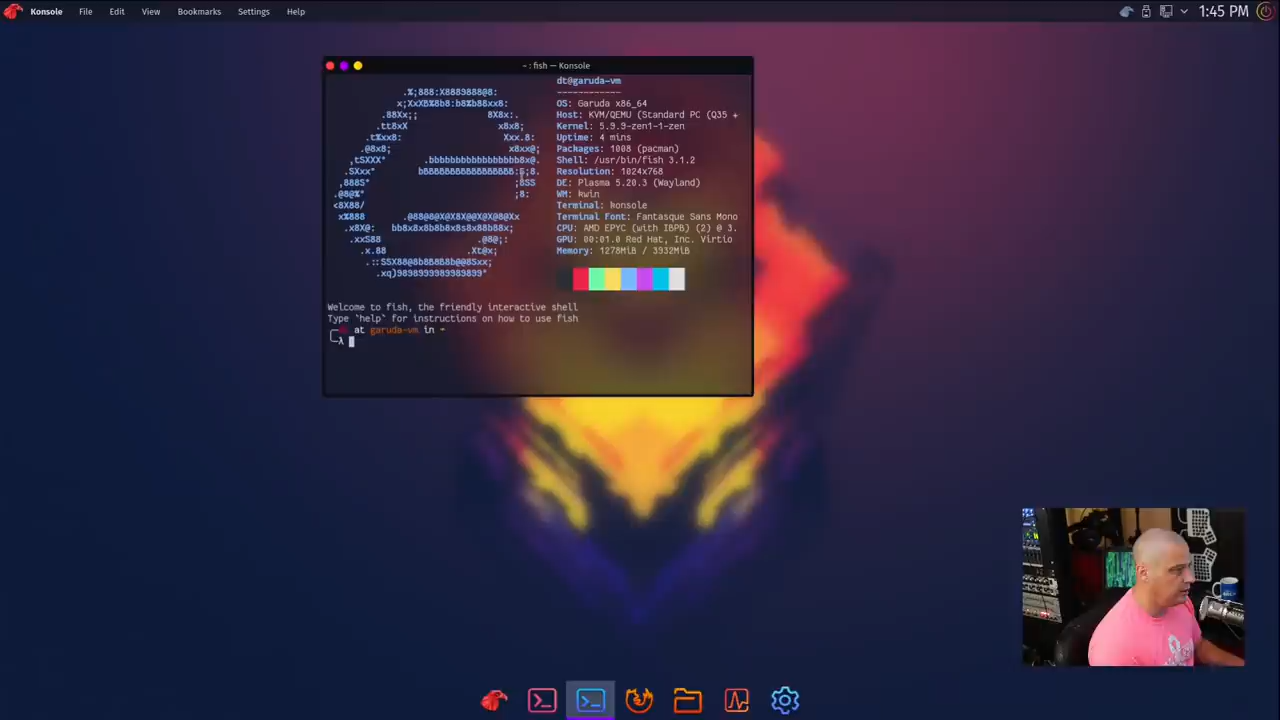 Konsole File Edit View Bookmarks Settings Help
1:45 PM
~ : fish — Konsole
dt@garuda-vm
------------
OS: Garuda x86_64
Host: KVM/QEMU (Standard PC (Q35 +
Kernel: 5.9.9-zen1-1-zen
Uptime: 4 mins
Packages: 1008 (pacman)
Shell: /usr/bin/fish 3.1.2
Resolution: 1024x768
DE: Plasma 5.20.3 (Wayland)
WM: kwin
Terminal: konsole
Terminal Font: Fantasque Sans Mono
CPU: AMD EPYC (with IBPB) (2) @ 3.
GPU: 00:01.0 Red Hat, Inc. Virtio
Memory: 1278MiB / 3932MiB
Welcome to fish, the friendly interactive shell
Type `help` for instructions on how to use fish
at garuda-vm in ~
λ